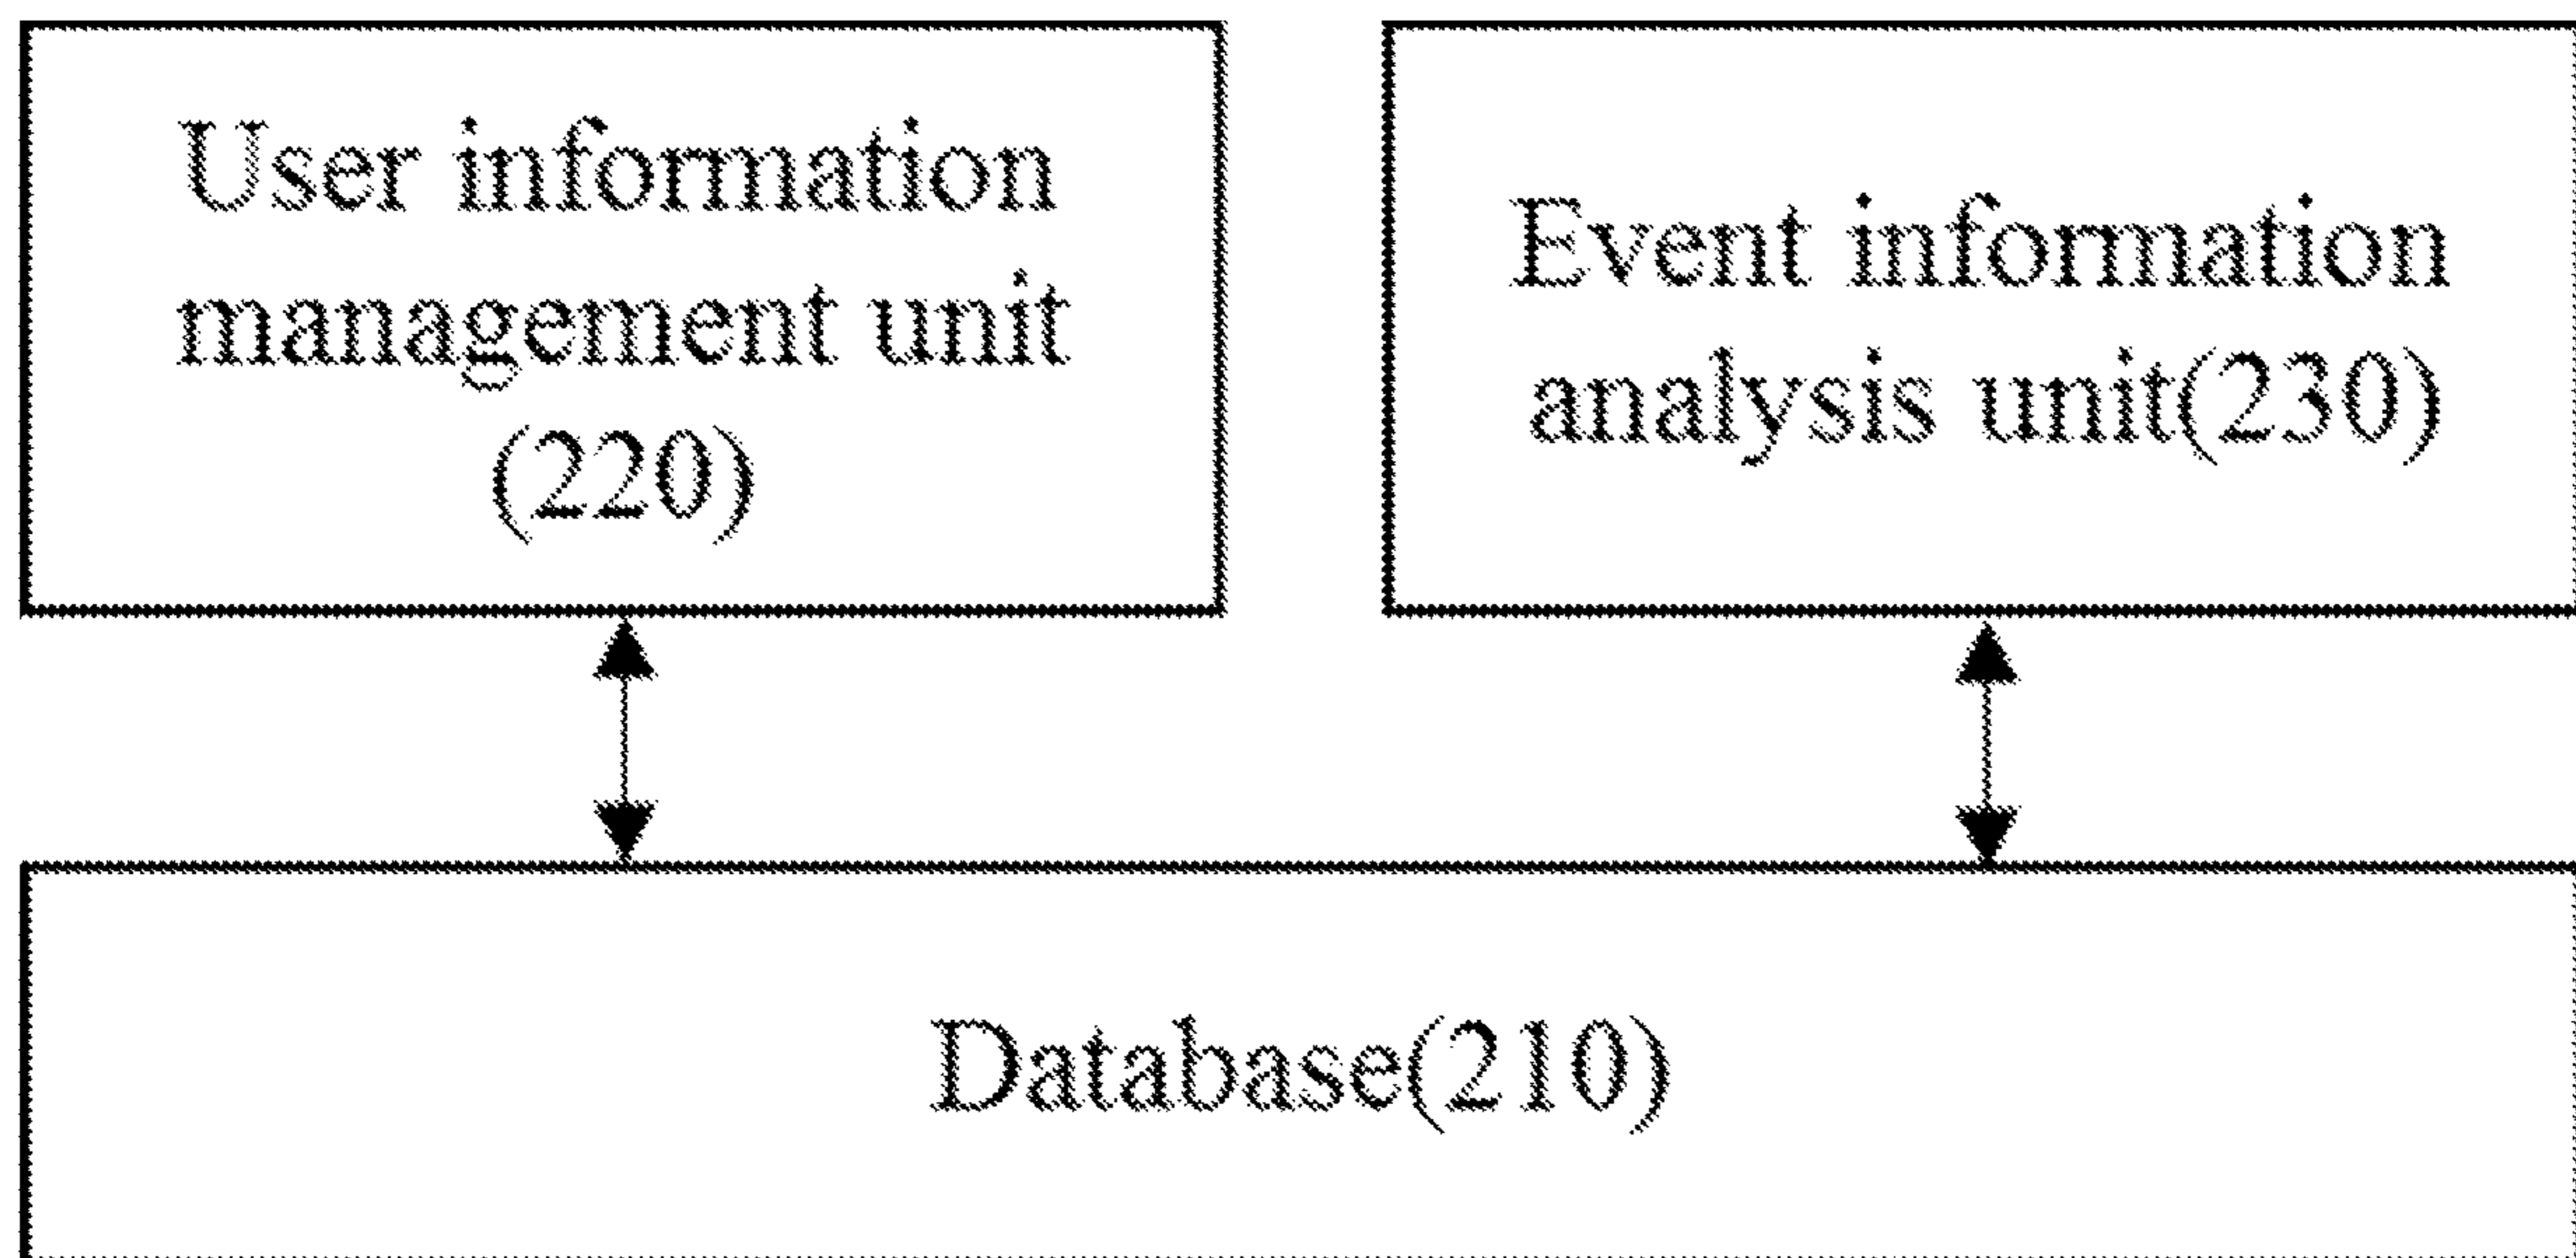 User information
management unit
(220)
Event information
analysis unit(230)
Database(210)